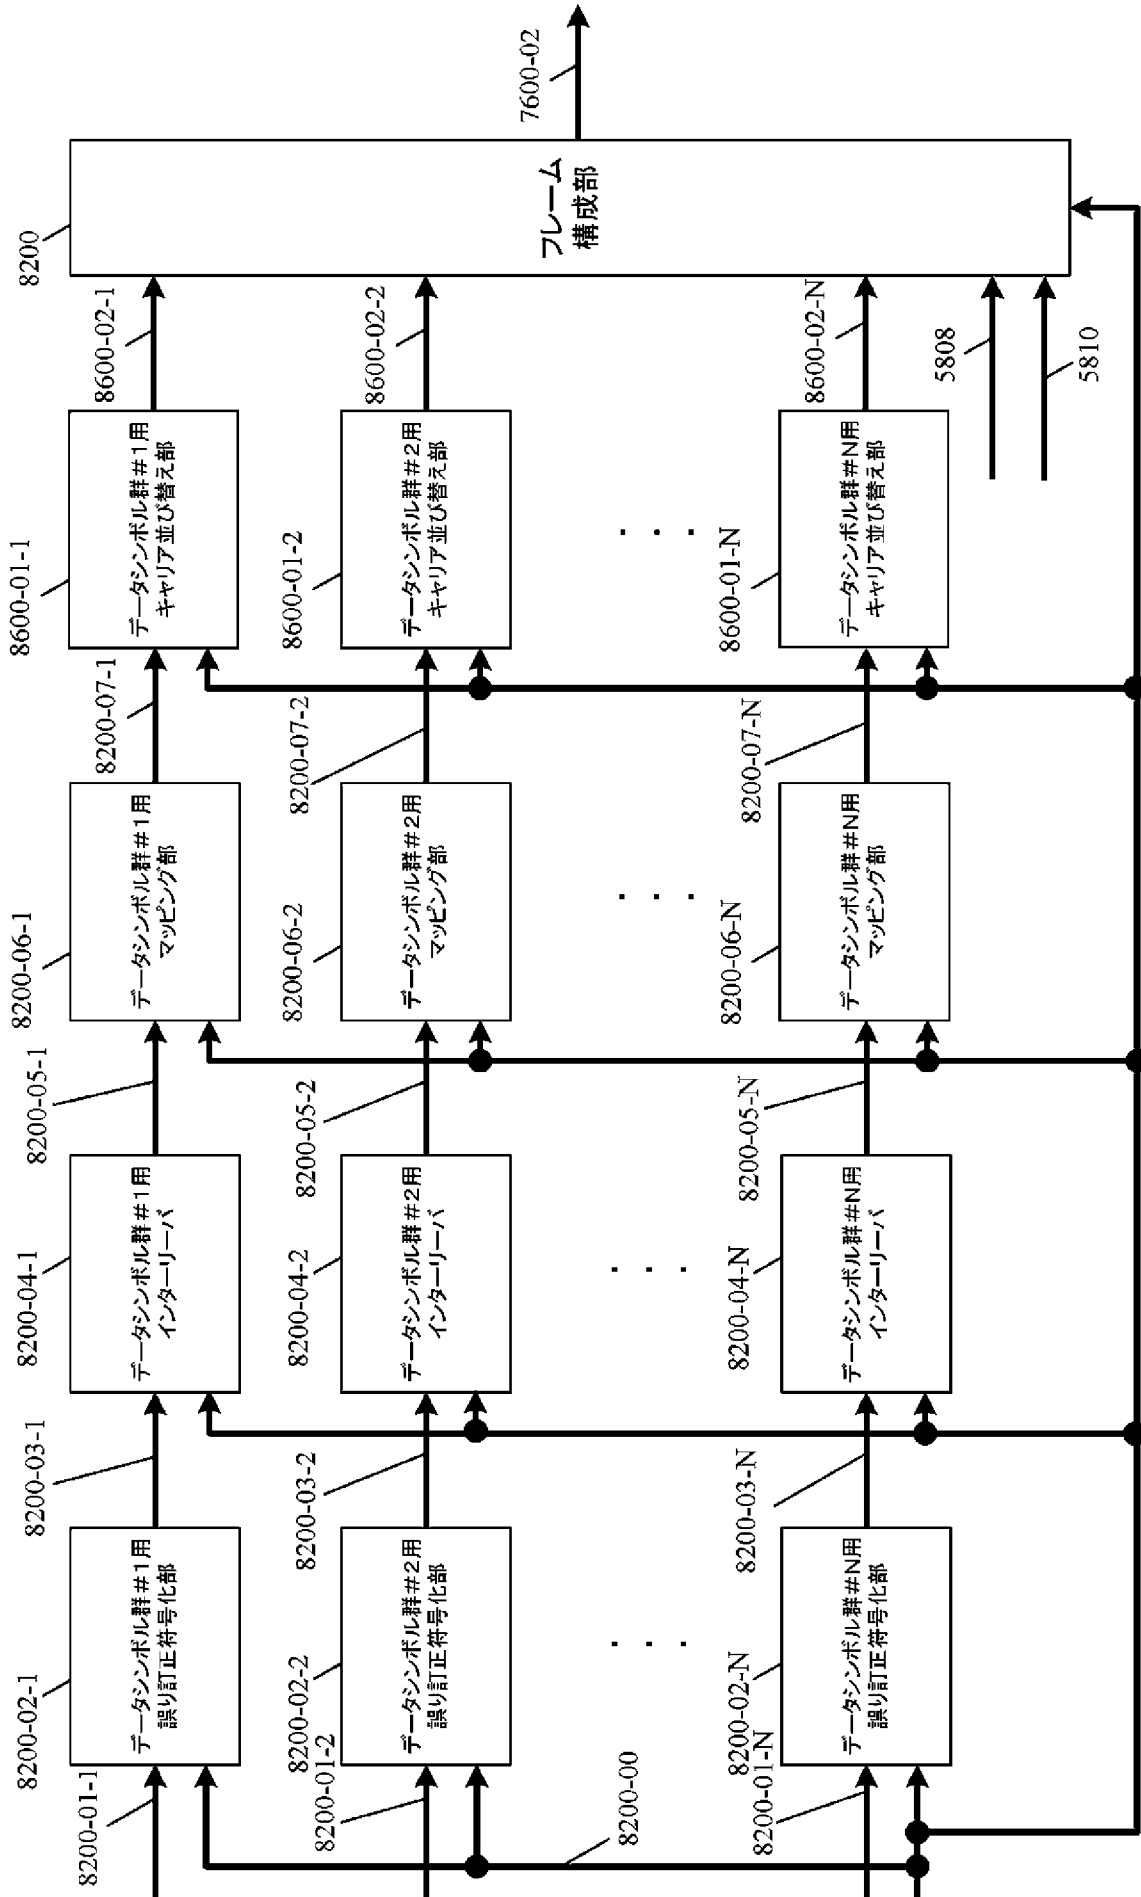 8200-01-1
8200-02-1
データシンボル群#1用
誤り訂正符号化部
8200-03-1
8200-04-1
データシンボル群#1用
インターリーバ
8200-05-1
8200-06-1
データシンボル群#1用
マッピング部
8200-07-1
8600-01-1
データシンボル群#1用
キャリア並び替え部
8600-02-1
8200
フレーム
構成部
7600-02
8200-01-2
8200-02-2
データシンボル群#2用
誤り訂正符号化部
8200-03-2
8200-04-2
データシンボル群#2用
インターリーバ
8200-05-2
8200-06-2
データシンボル群#2用
マッピング部
8200-07-2
8600-01-2
データシンボル群#2用
キャリア並び替え部
8600-02-2
8200-00
. . .
. . .
. . .
. . .
8200-01-N
8200-02-N
データシンボル群#N用
誤り訂正符号化部
8200-03-N
8200-04-N
データシンボル群#N用
インターリーバ
8200-05-N
8200-06-N
データシンボル群#N用
マッピング部
8200-07-N
8600-01-N
データシンボル群#N用
キャリア並び替え部
8600-02-N
5808
5810